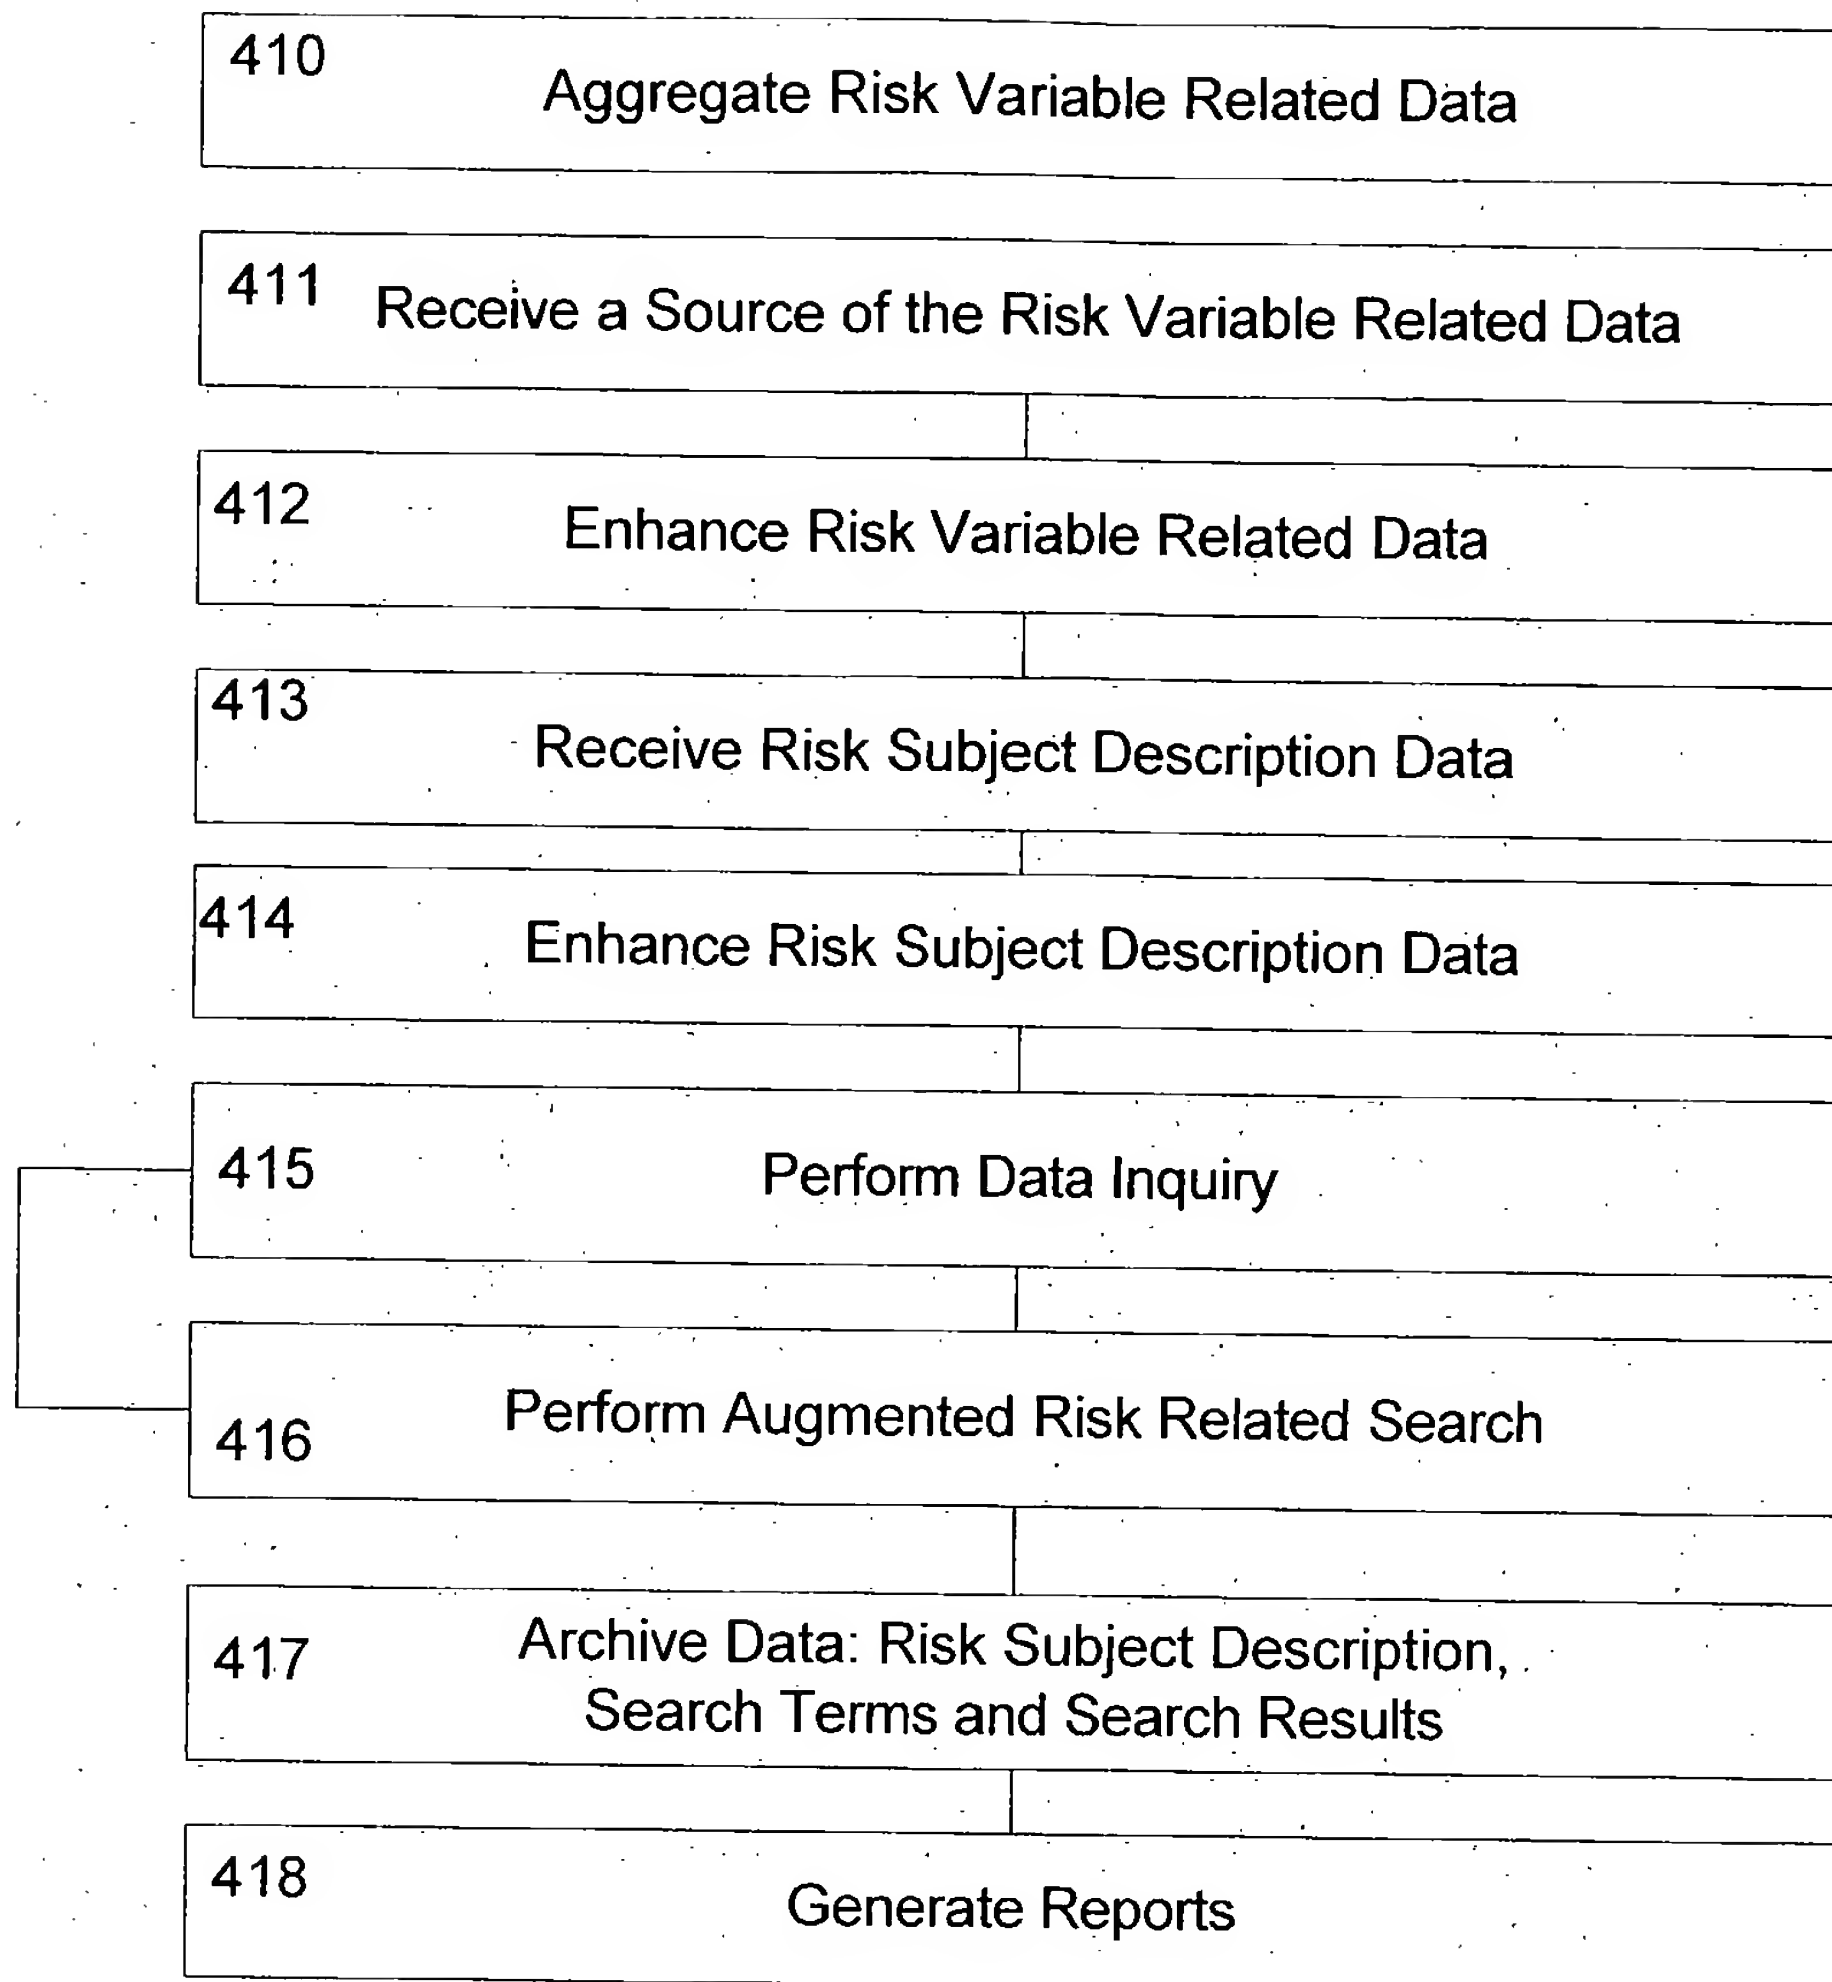 410
Aggregate Risk Variable Related Data
411
Receive a Source of the Risk Variable Related Data
412
Enhance Risk Variable Related Data
413
Receive Risk Subject Description Data
414
Enhance Risk Subject Description Data
415
Perform Data Inquiry
Perform Augmented Risk Related Search
416
Archive Data: Risk Subject Description,
417
Search Terms and Search Results
418
Generate Reports